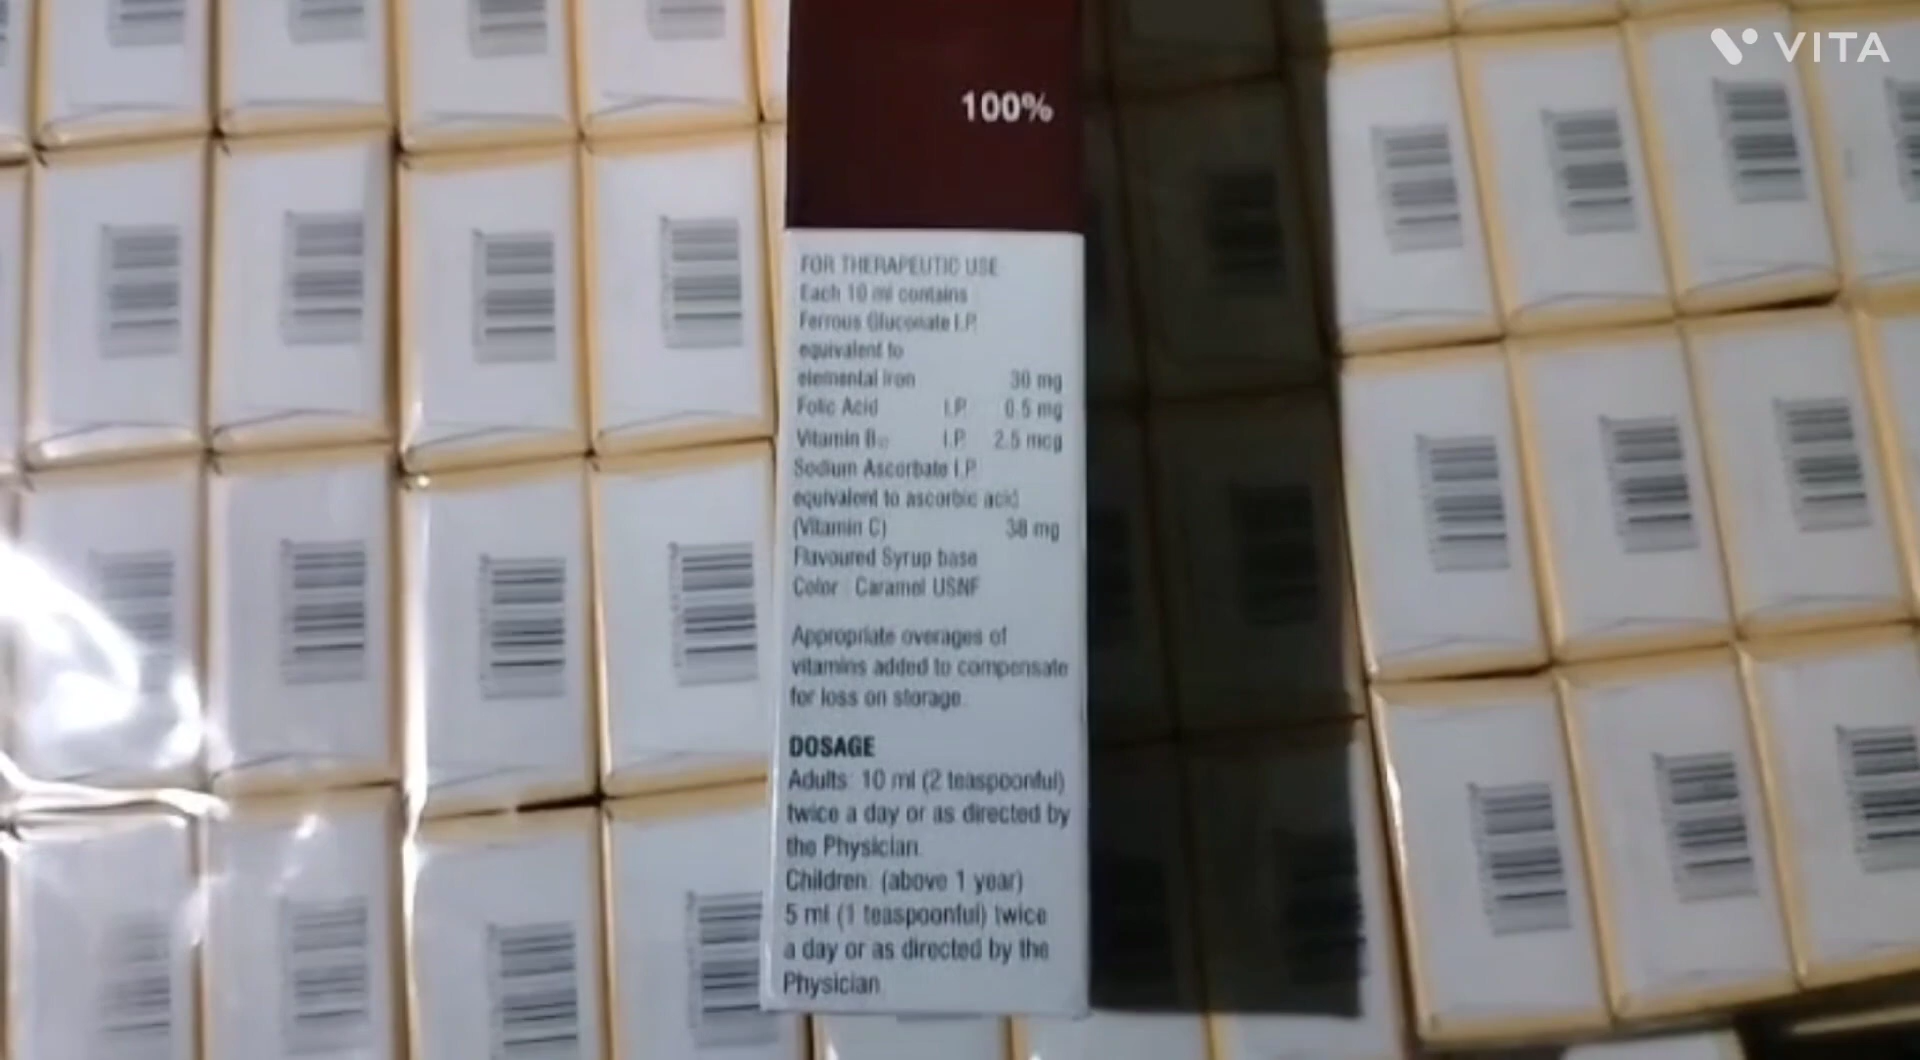 VITA
100%
FOR THERAPEUTIC USE
Each 10 ml contains
Ferrous Gluconate I.P.
equivalent to
elemental iron 30 mg
Folic Acid I.P. 0.5 mg
Vitamin B₁₂ I.P. 2.5 mcg
Sodium Ascorbate I.P.
equivalent to ascorbic acid
(Vitamin C) 38 mg
Flavoured Syrup base
Color : Caramel USNF
Appropriate overages of
vitamins added to compensate
for loss on storage.
DOSAGE
Adults: 10 ml (2 teaspoonful)
twice a day or as directed by
the Physician.
Children: (above 1 year)
5 ml (1 teaspoonful) twice
a day or as directed by the
Physician.